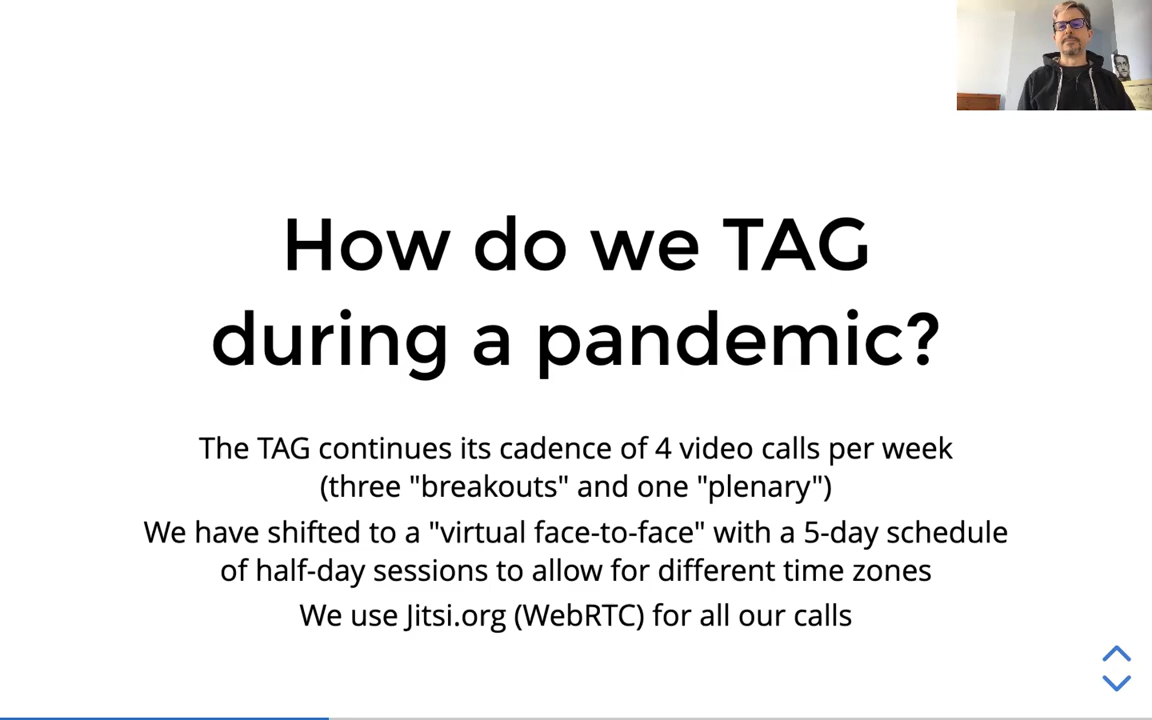 How do we TAG
during a pandemic?
The TAG continues its cadence of 4 video calls per week
(three "breakouts" and one "plenary")
We have shifted to a "virtual face-to-face" with a 5-day schedule
of half-day sessions to allow for different time zones
We use Jitsi.org (WebRTC) for all our calls